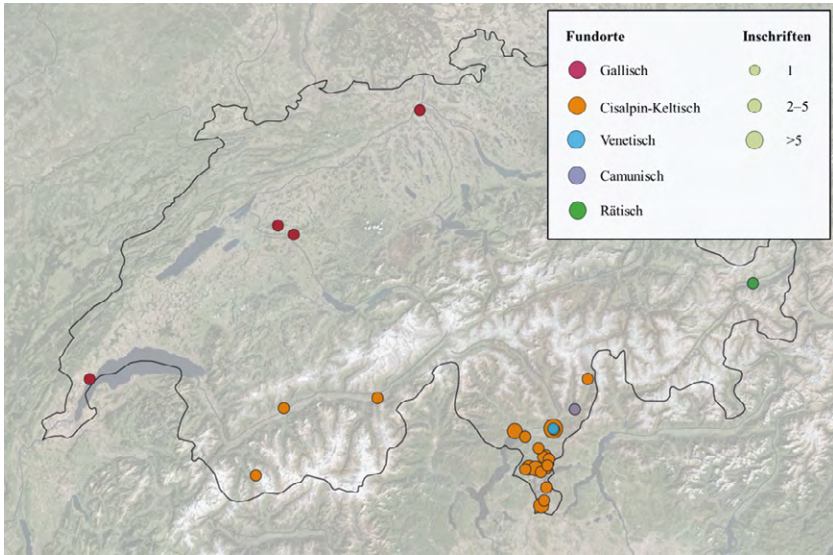 Fundorte
Gallisch
Cisalpin-Keltisch
Venetisch
Camunisch
Rätisch
Inschriften
1
2–5
>5